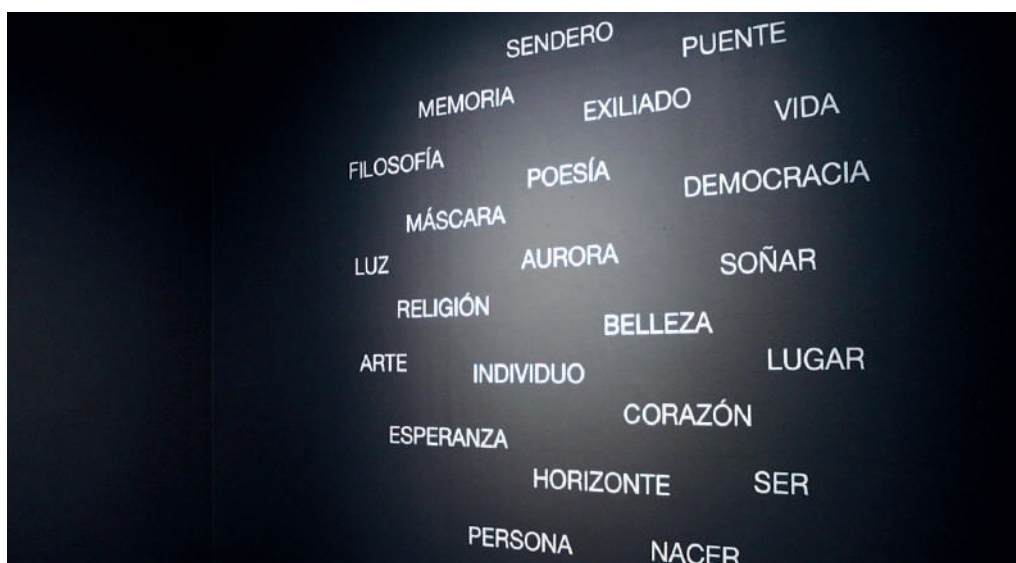 SENDERO PUENTE
MEMORIA EXILIADO VIDA
FILOSOFÍA POESÍA DEMOCRACIA
MÁSCARA
LUZ AURORA SOÑAR
RELIGIÓN BELLEZA
ARTE INDIVIDUO LUGAR
CORAZÓN
ESPERANZA
HORIZONTE SER
PERSONA NACER